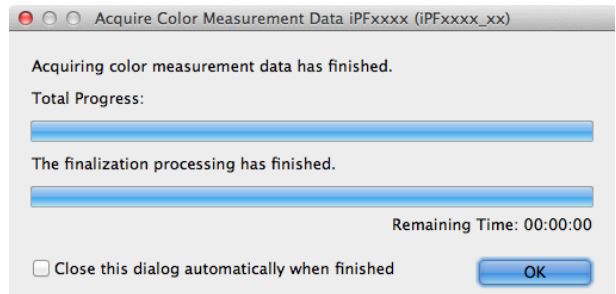 Acquire Color Measurement Data iPFxxxx (iPFxxxx_xx)
Acquiring color measurement data has finished.
Total Progress:
The finalization processing has finished.
Remaining Time: 00:00:00
Close this dialog automatically when finished
OK